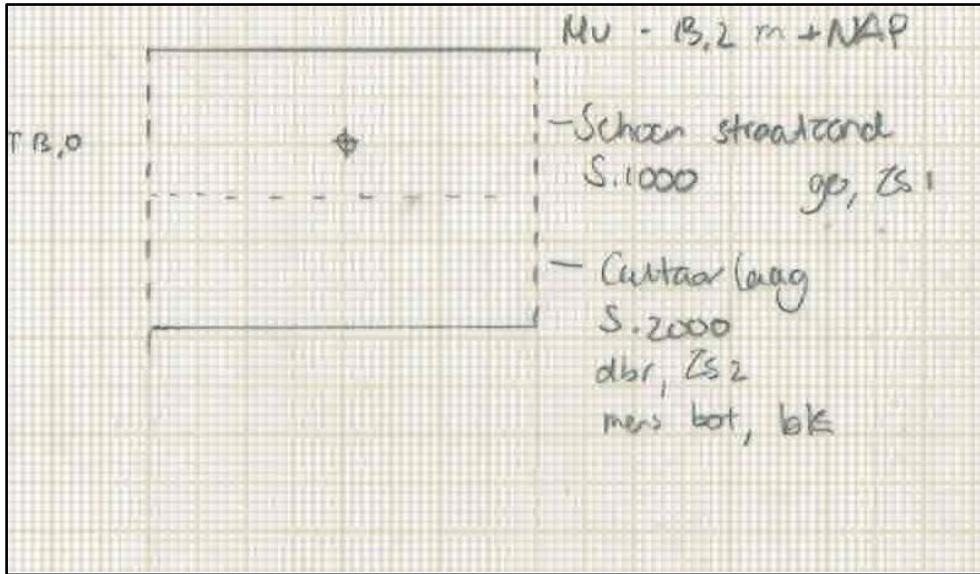 Mv - 13,2 m + NAP
13,0
- Schoon straatzand
S.1000 ge, ZS1
- Cultuurlaag
S.2000
dbr, ZS2
mens bot, bk